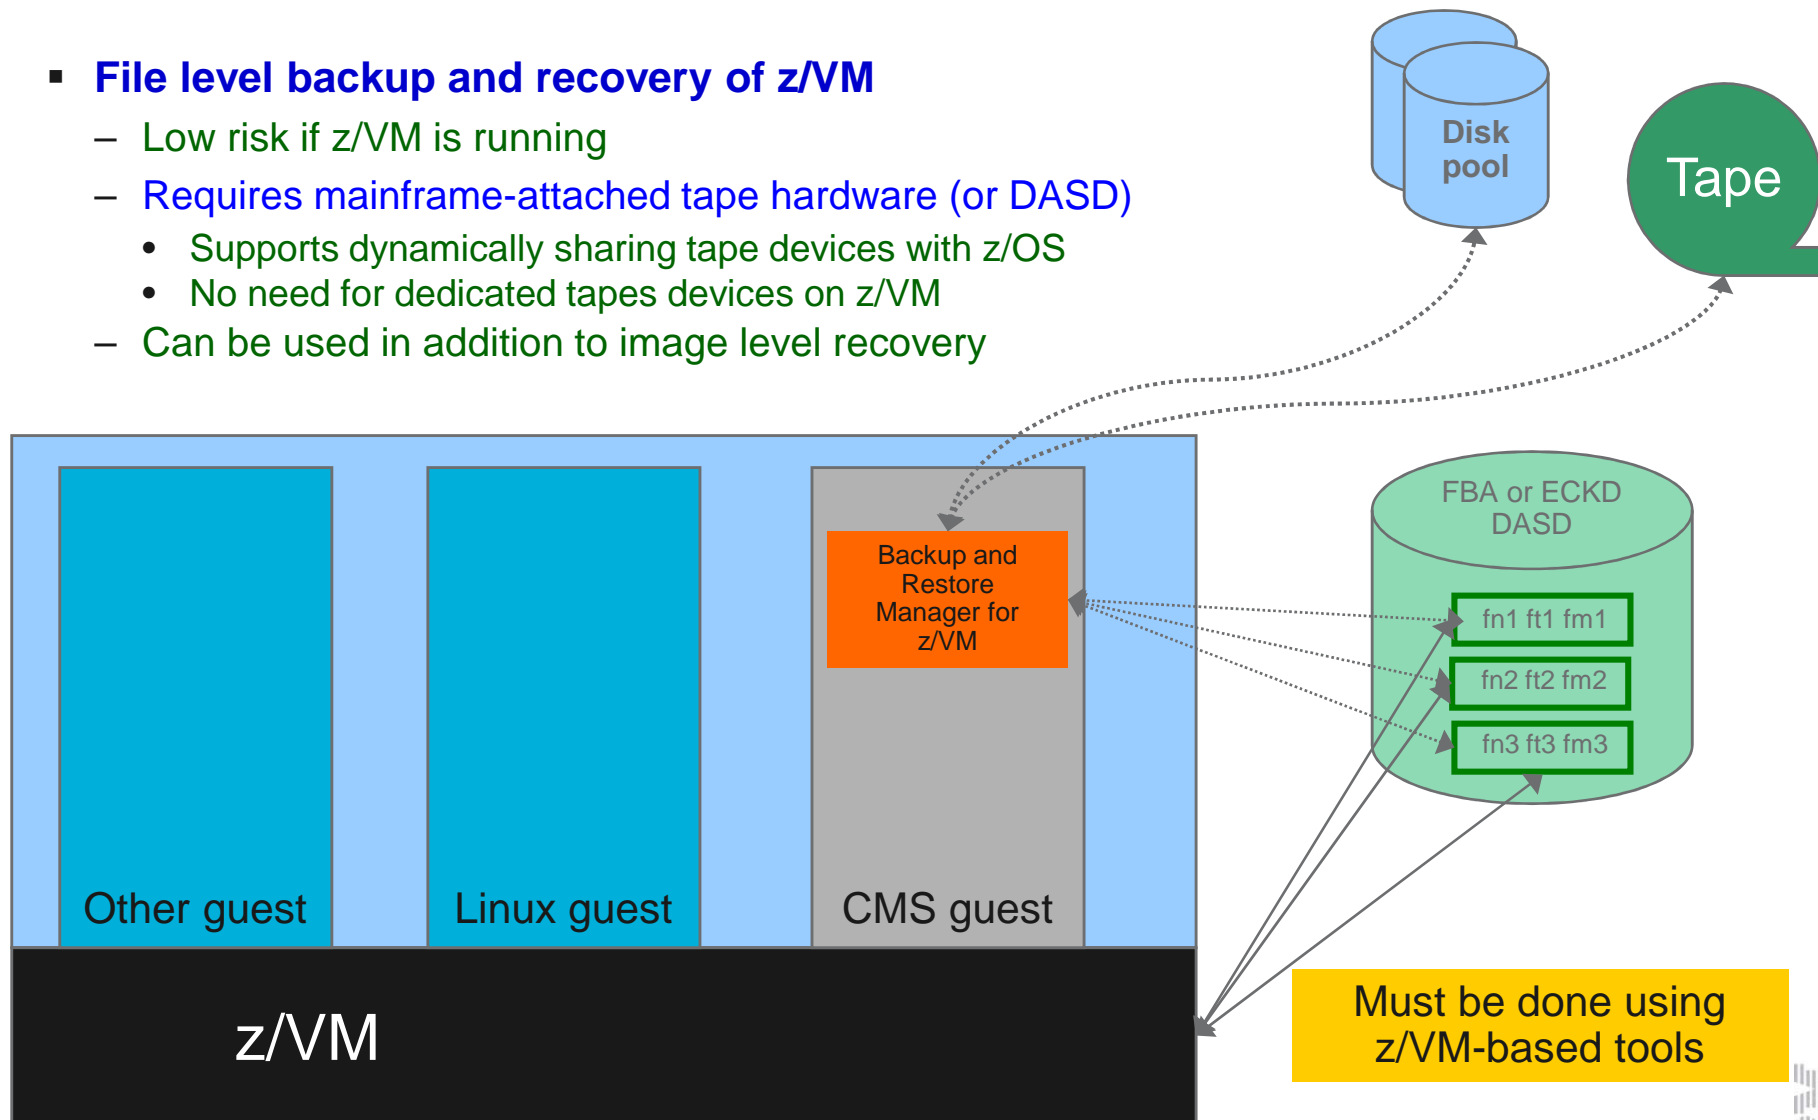 ▪ File level backup and recovery of z/VM
– Low risk if z/VM is running
– Requires mainframe-attached tape hardware (or DASD)
• Supports dynamically sharing tape devices with z/OS
• No need for dedicated tapes devices on z/VM
– Can be used in addition to image level recovery
Disk
pool
Tape
FBA or ECKD
DASD
fn1 ft1 fm1
fn2 ft2 fm2
fn3 ft3 fm3
Backup and
Restore
Manager for
z/VM
Other guest
Linux guest
CMS guest
z/VM
Must be done using
z/VM-based tools